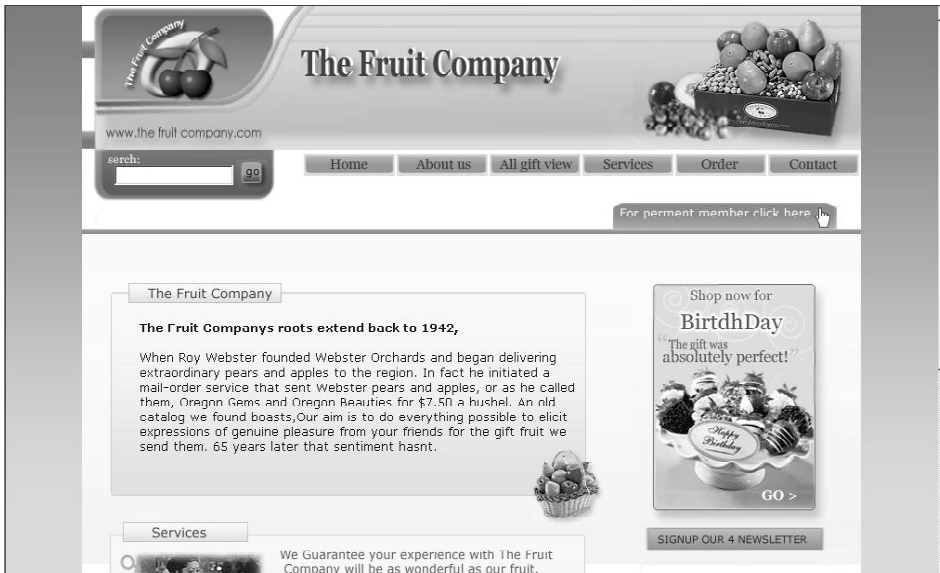 The Fruit Company
The Fruit Company
www.the fruit company.com
serch:
go
Home
About us
All gift view
Services
Order
Contact
For perment member click here
The Fruit Company
The Fruit Companys roots extend back to 1942,
When Roy Webster founded Webster Orchards and began delivering
extraordinary pears and apples to the region. In fact he initiated a
mail-order service that sent Webster pears and apples, or as he called
them, Oregon Gems and Oregon Beauties for $7.50 a bushel. An old
catalog we found boasts,Our aim is to do everything possible to elicit
expressions of genuine pleasure from your friends for the gift fruit we
send them. 65 years later that sentiment hasnt.
Shop now for
BirtdhDay
"The gift was
absolutely perfect!"
Happy
Birthday
GO >
SIGNUP OUR 4 NEWSLETTER
Services
We Guarantee your experience with The Fruit
Company will be as wonderful as our fruit.